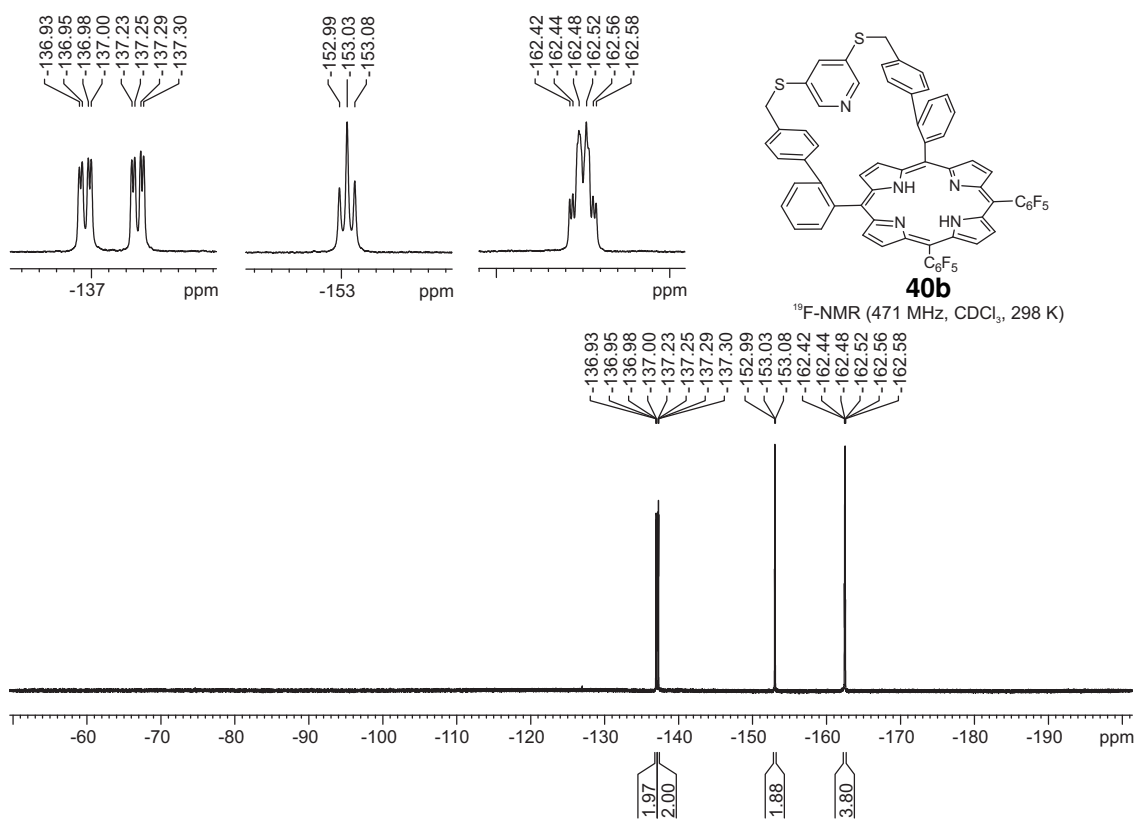 -136.93
-136.95
-136.98
-137.00
-137.23
-137.25
-137.29
-137.30
-152.99
-153.03
-153.08
-162.42
-162.44
-162.48
-162.52
-162.56
-162.58
-137 ppm
-153 ppm
ppm
S
S
N
NH
N
N
HN
C6F5
C6F5
40b
¹⁹F-NMR (471 MHz, CDCl₃, 298 K)
-136.93
-136.95
-136.98
-137.00
-137.23
-137.25
-137.29
-137.30
-152.99
-153.03
-153.08
-162.42
-162.44
-162.48
-162.52
-162.56
-162.58
-60 -70 -80 -90 -100 -110 -120 -130 -140 -150 -160 -170 -180 -190 ppm
1.97
2.00
1.88
3.80